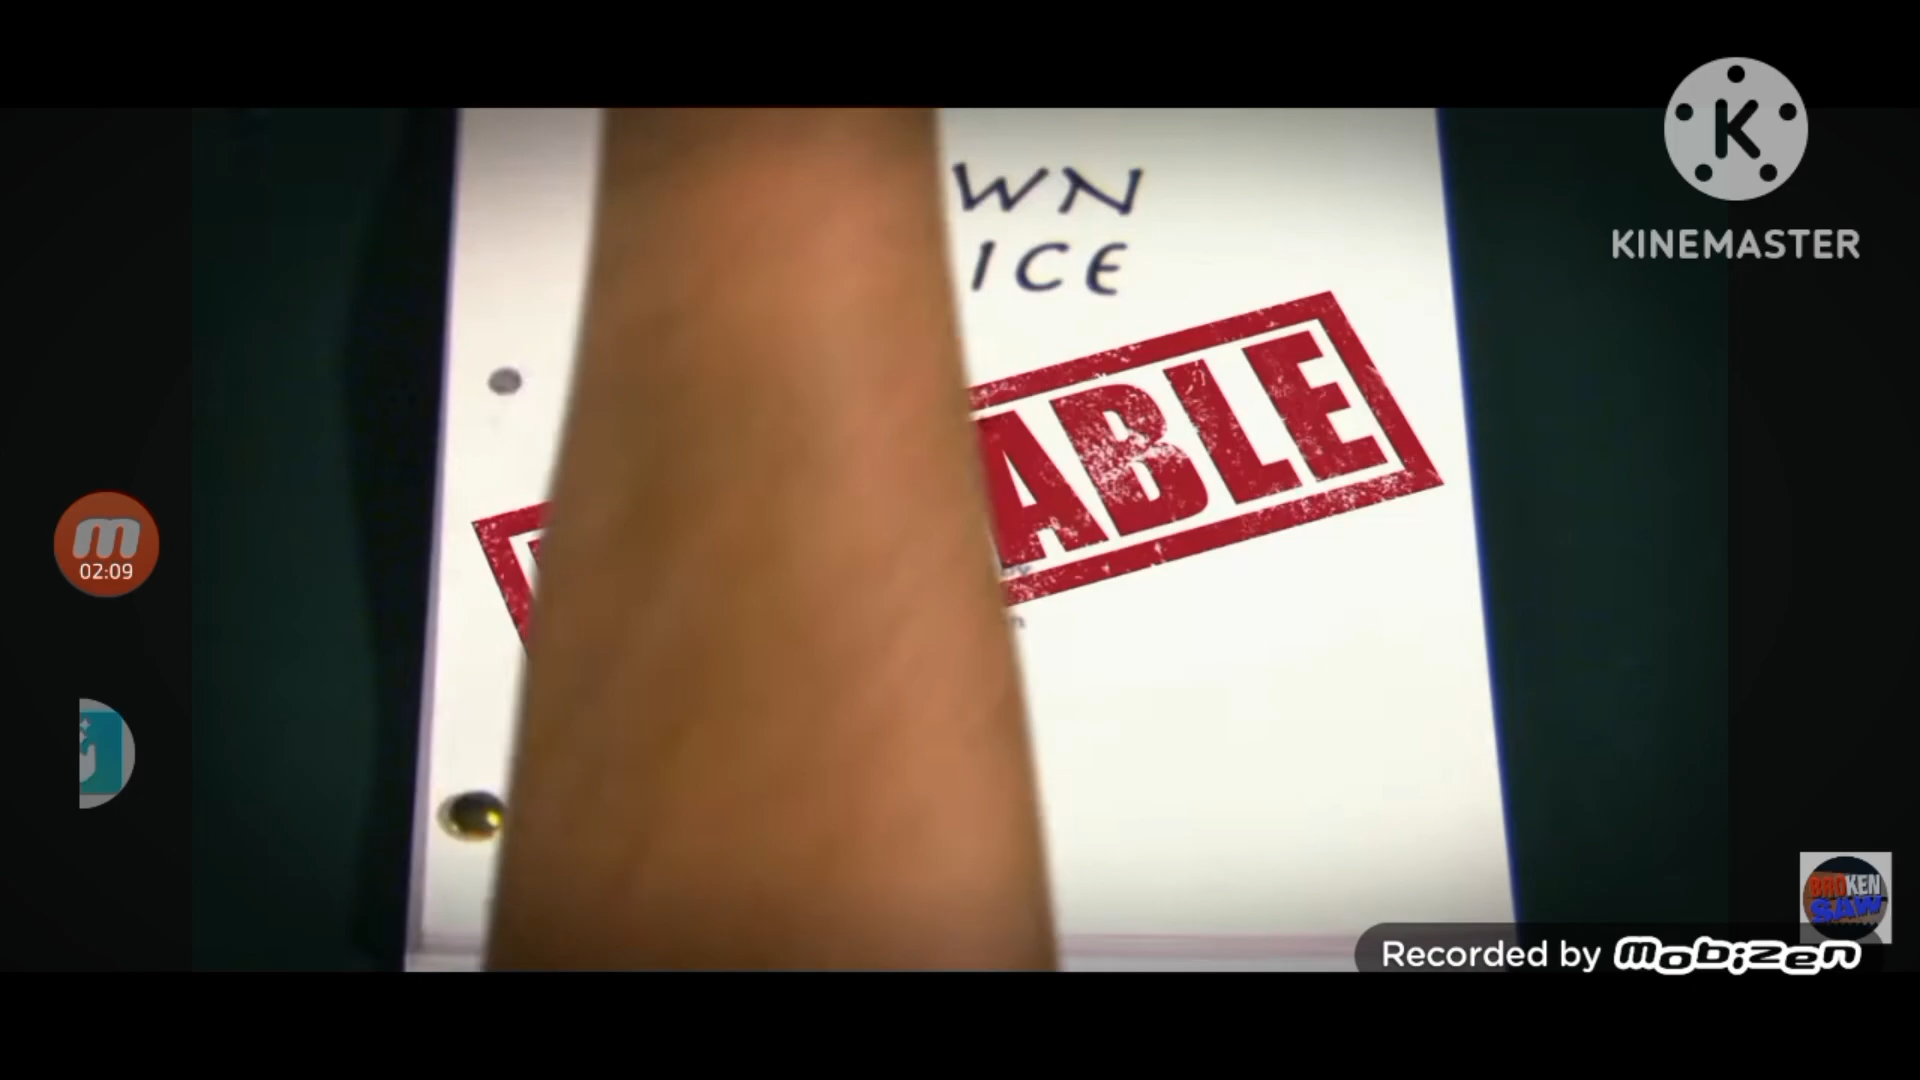 KINEMASTER
WN
ICE
ABLE
m
02:09
BROKEN
SAW
Recorded by mobizen